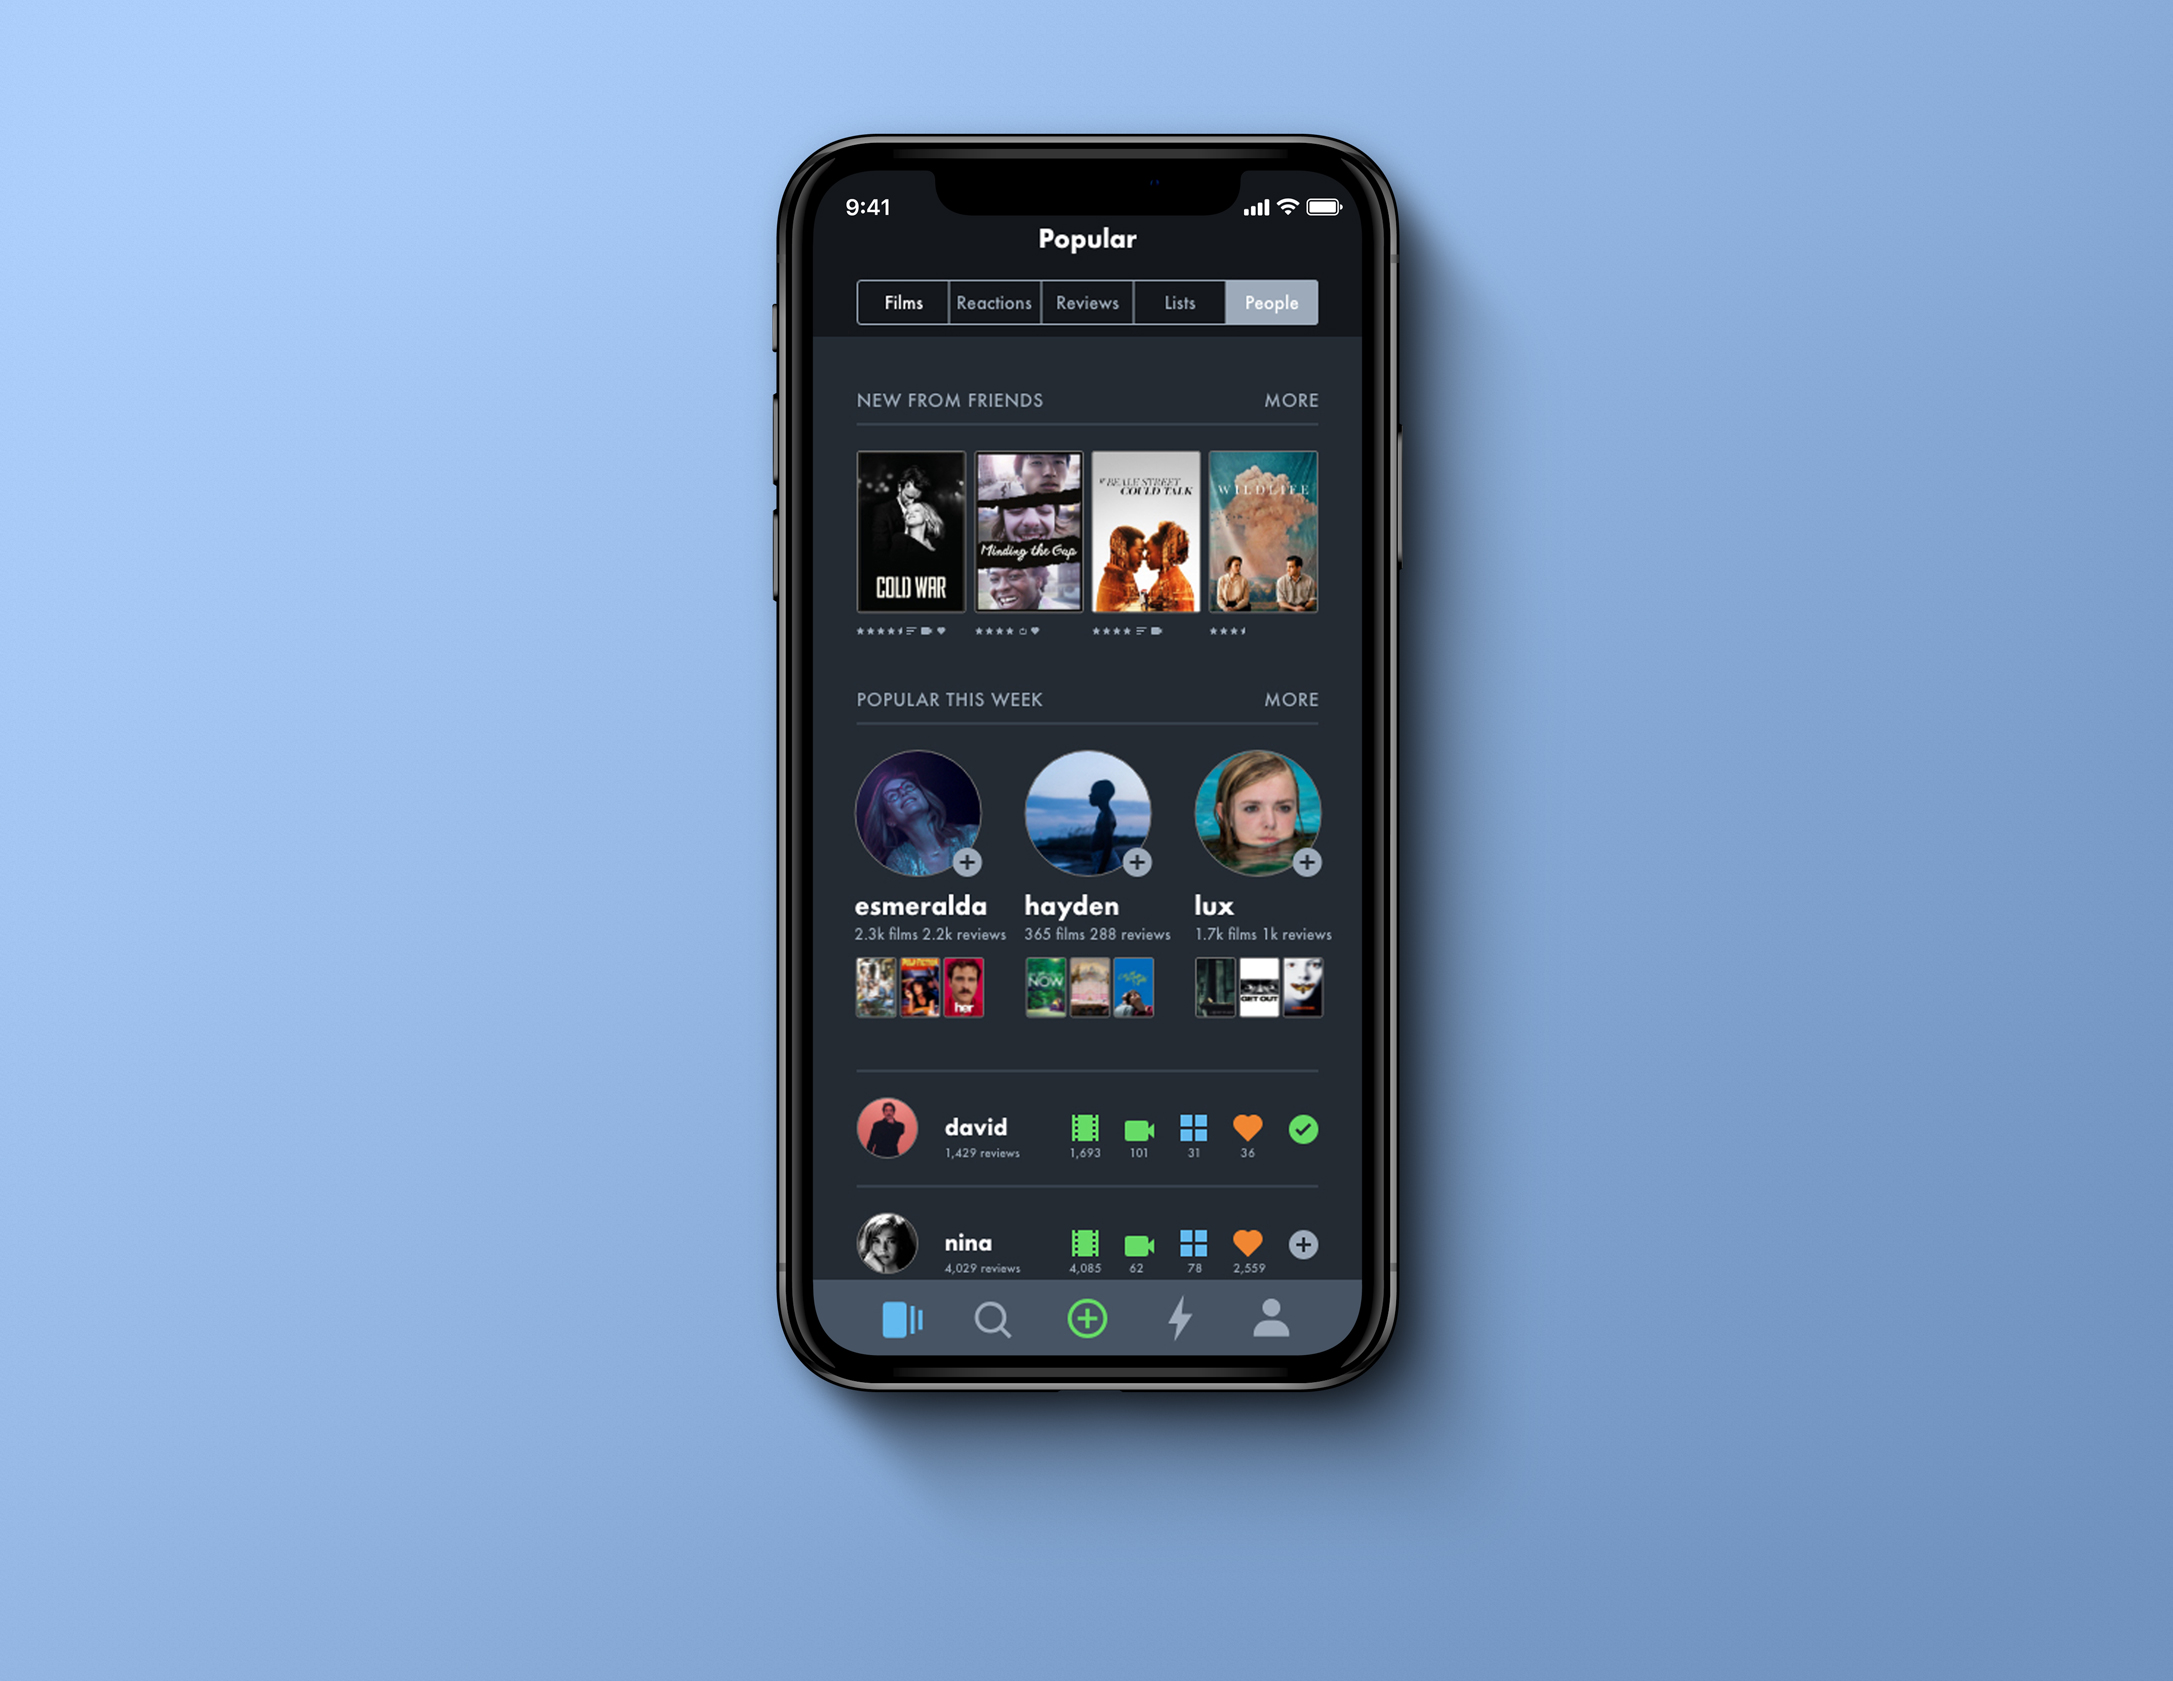 9:41
Popular
Films Reactions Reviews Lists People
NEW FROM FRIENDS MORE
COLD WAR
Minding the Gap
IF BEALE STREET
COULD TALK
WILDLIFE
POPULAR THIS WEEK MORE
esmeralda hayden lux
2.3k films 2.2k reviews 365 films 288 reviews 1.7k films 1k reviews
PULP FICTION
her
NOW
GET OUT
david
1,429 reviews 1,693 101 31 36
nina
4,029 reviews 4,085 62 78 2,559